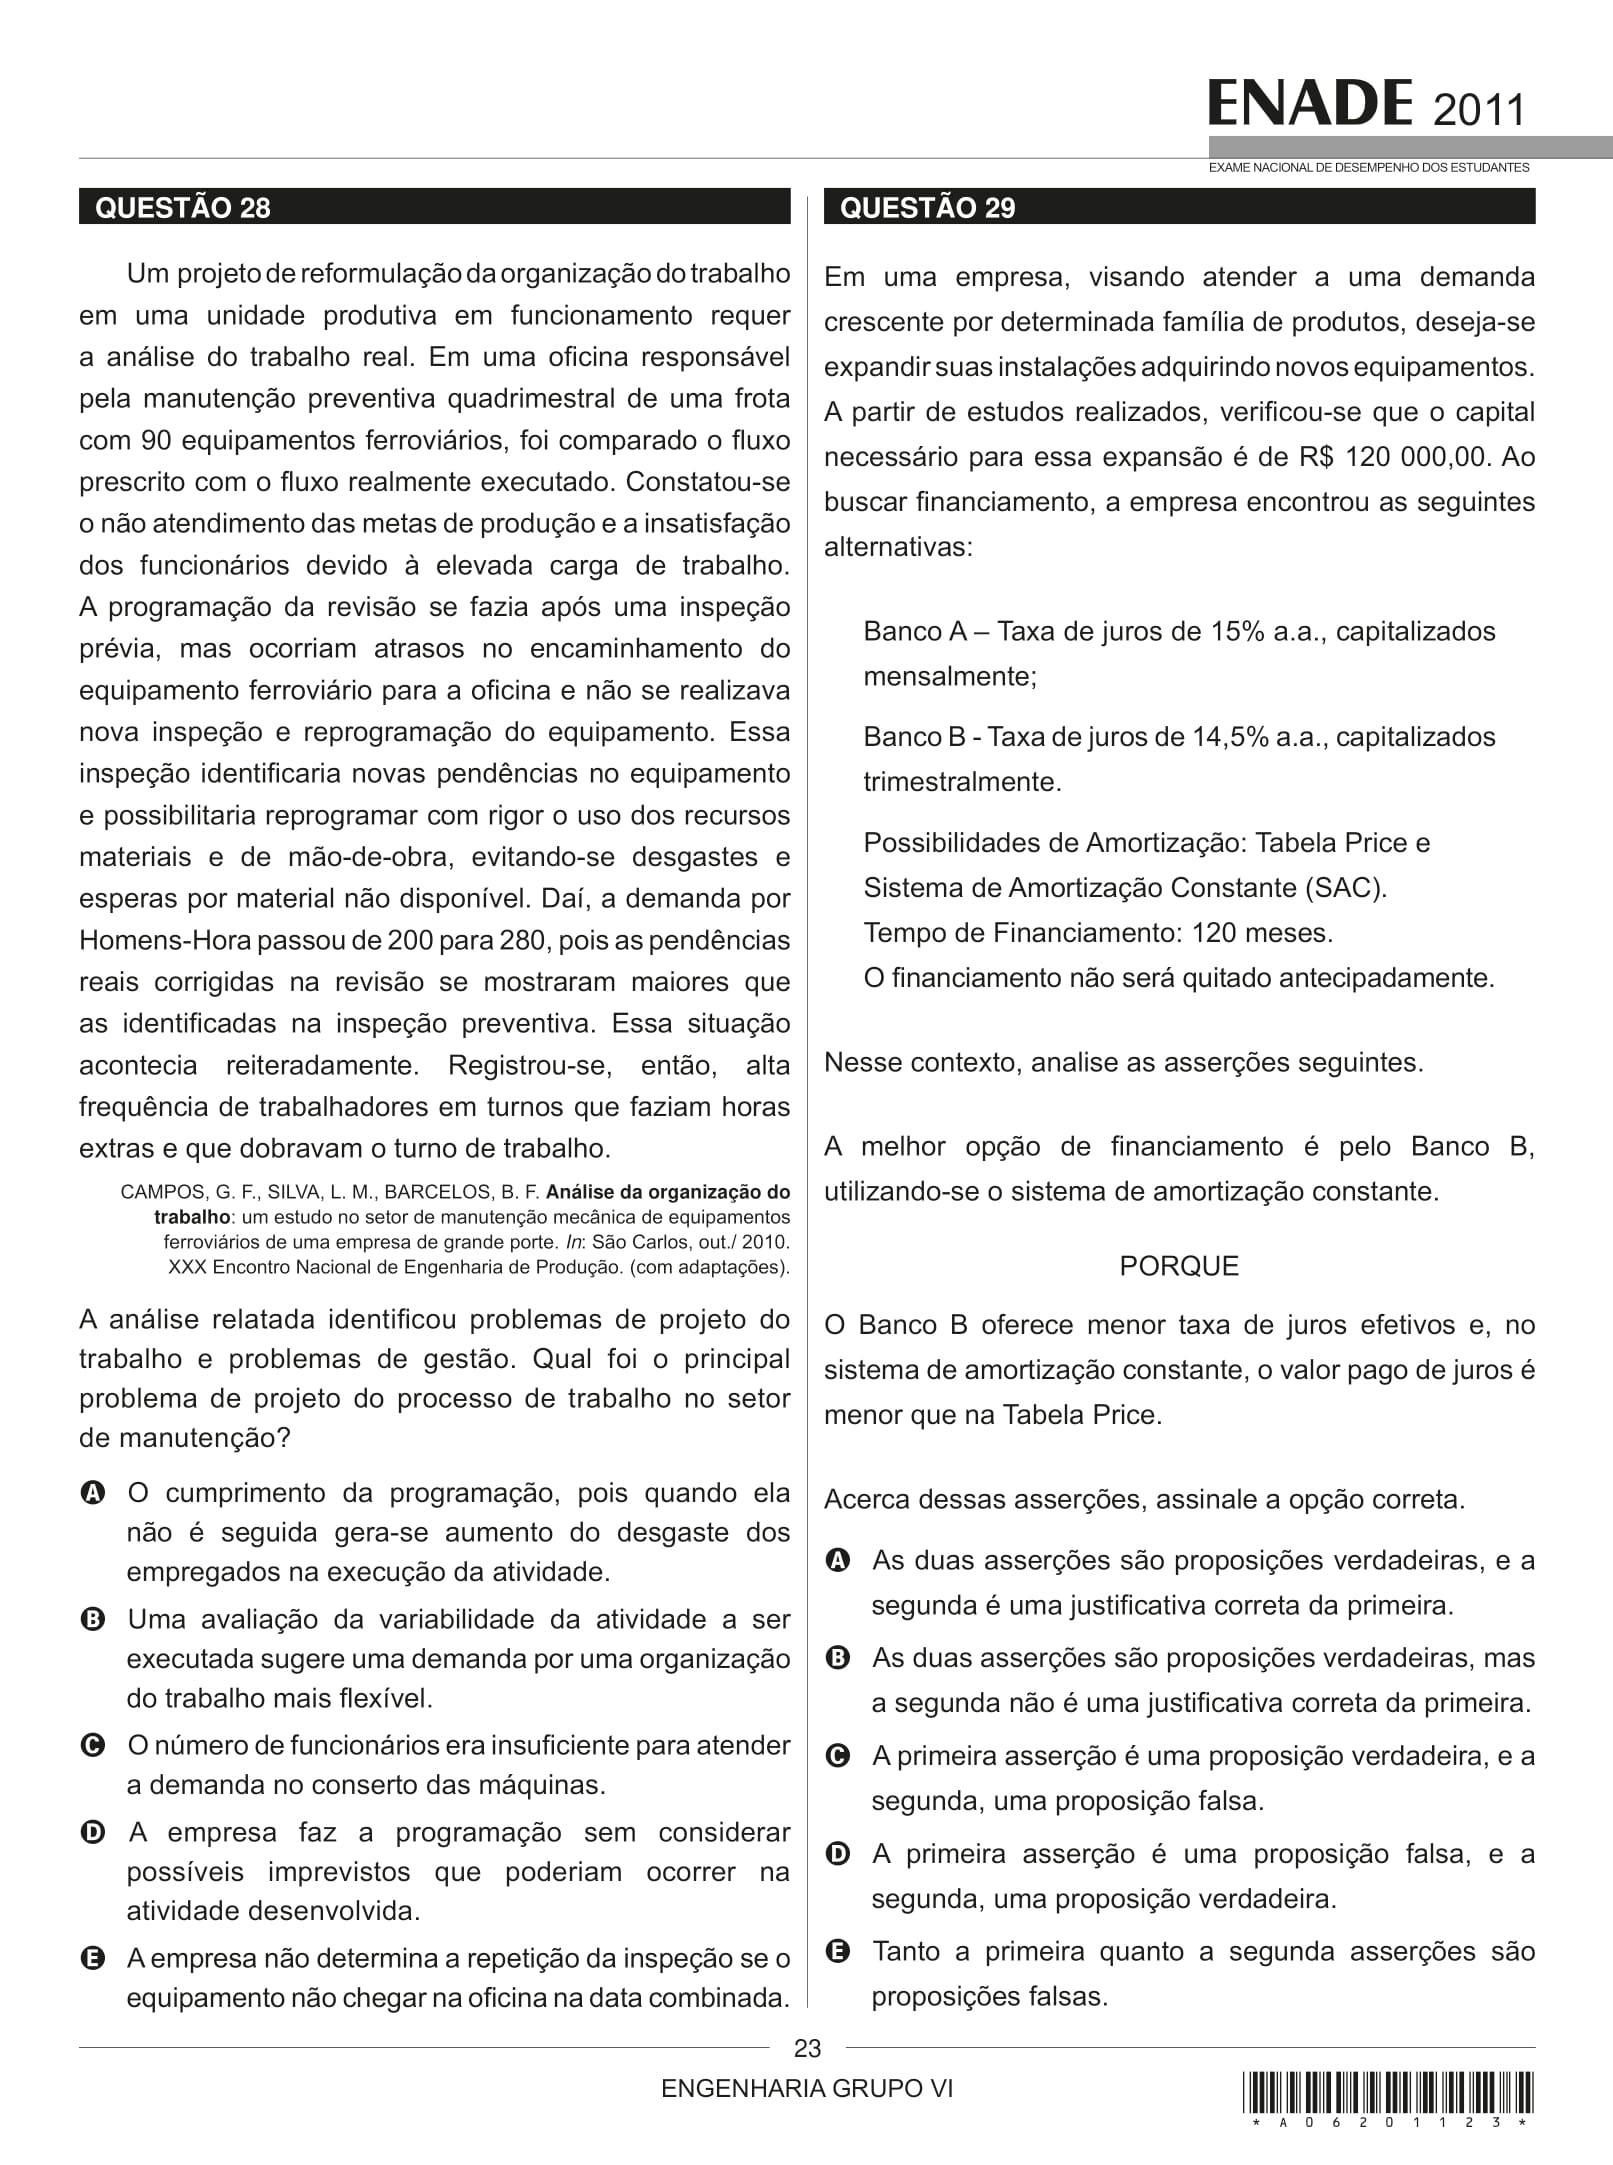 ENADE 2011
EXAME NACIONAL DE DESEMPENHO DOS ESTUDANTES
QUESTÃO 28
Um projeto de reformulação da organização do trabalho
em uma unidade produtiva em funcionamento requer
a análise do trabalho real. Em uma oficina responsável
pela manutenção preventiva quadrimestral de uma frota
com 90 equipamentos ferroviários, foi comparado o fluxo
prescrito com o fluxo realmente executado. Constatou-se
o não atendimento das metas de produção e a insatisfação
dos funcionários devido à elevada carga de trabalho.
A programação da revisão se fazia após uma inspeção
prévia, mas ocorriam atrasos no encaminhamento do
equipamento ferroviário para a oficina e não se realizava
nova inspeção e reprogramação do equipamento. Essa
inspeção identificaria novas pendências no equipamento
e possibilitaria reprogramar com rigor o uso dos recursos
materiais e de mão-de-obra, evitando-se desgastes e
esperas por material não disponível. Daí, a demanda por
Homens-Hora passou de 200 para 280, pois as pendências
reais corrigidas na revisão se mostraram maiores que
as identificadas na inspeção preventiva. Essa situação
acontecia reiteradamente. Registrou-se, então, alta
frequência de trabalhadores em turnos que faziam horas
extras e que dobravam o turno de trabalho.
CAMPOS, G. F., SILVA, L. M., BARCELOS, B. F. Análise da organização do
trabalho: um estudo no setor de manutenção mecânica de equipamentos
ferroviários de uma empresa de grande porte. In: São Carlos, out./ 2010.
XXX Encontro Nacional de Engenharia de Produção. (com adaptações).
A análise relatada identificou problemas de projeto do
trabalho e problemas de gestão. Qual foi o principal
problema de projeto do processo de trabalho no setor
de manutenção?
A O cumprimento da programação, pois quando ela
não é seguida gera-se aumento do desgaste dos
empregados na execução da atividade.
B Uma avaliação da variabilidade da atividade a ser
executada sugere uma demanda por uma organização
do trabalho mais flexível.
C O número de funcionários era insuficiente para atender
a demanda no conserto das máquinas.
D A empresa faz a programação sem considerar
possíveis imprevistos que poderiam ocorrer na
atividade desenvolvida.
E A empresa não determina a repetição da inspeção se o
equipamento não chegar na oficina na data combinada.
QUESTÃO 29
Em uma empresa, visando atender a uma demanda
crescente por determinada família de produtos, deseja-se
expandir suas instalações adquirindo novos equipamentos.
A partir de estudos realizados, verificou-se que o capital
necessário para essa expansão é de R$ 120 000,00. Ao
buscar financiamento, a empresa encontrou as seguintes
alternativas:
Banco A – Taxa de juros de 15% a.a., capitalizados
mensalmente;
Banco B - Taxa de juros de 14,5% a.a., capitalizados
trimestralmente.
Possibilidades de Amortização: Tabela Price e
Sistema de Amortização Constante (SAC).
Tempo de Financiamento: 120 meses.
O financiamento não será quitado antecipadamente.
Nesse contexto, analise as asserções seguintes.
A melhor opção de financiamento é pelo Banco B,
utilizando-se o sistema de amortização constante.
PORQUE
O Banco B oferece menor taxa de juros efetivos e, no
sistema de amortização constante, o valor pago de juros é
menor que na Tabela Price.
Acerca dessas asserções, assinale a opção correta.
A As duas asserções são proposições verdadeiras, e a
segunda é uma justificativa correta da primeira.
B As duas asserções são proposições verdadeiras, mas
a segunda não é uma justificativa correta da primeira.
C A primeira asserção é uma proposição verdadeira, e a
segunda, uma proposição falsa.
D A primeira asserção é uma proposição falsa, e a
segunda, uma proposição verdadeira.
E Tanto a primeira quanto a segunda asserções são
proposições falsas.
23
ENGENHARIA GRUPO VI
*A06201123*